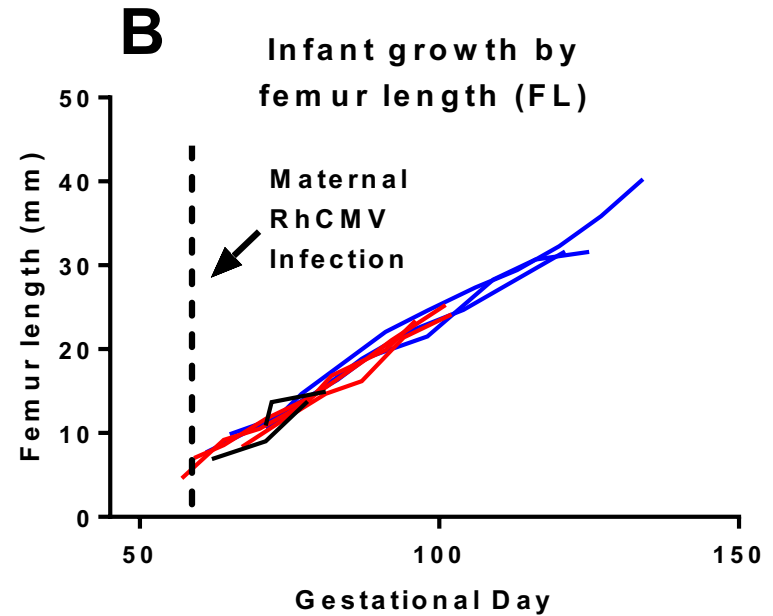 B
Infant growth by
femur length (FL)
50
40
30
20
10
0
Femur length (mm)
Maternal
RhCMV
Infection
50
100
150
Gestational Day